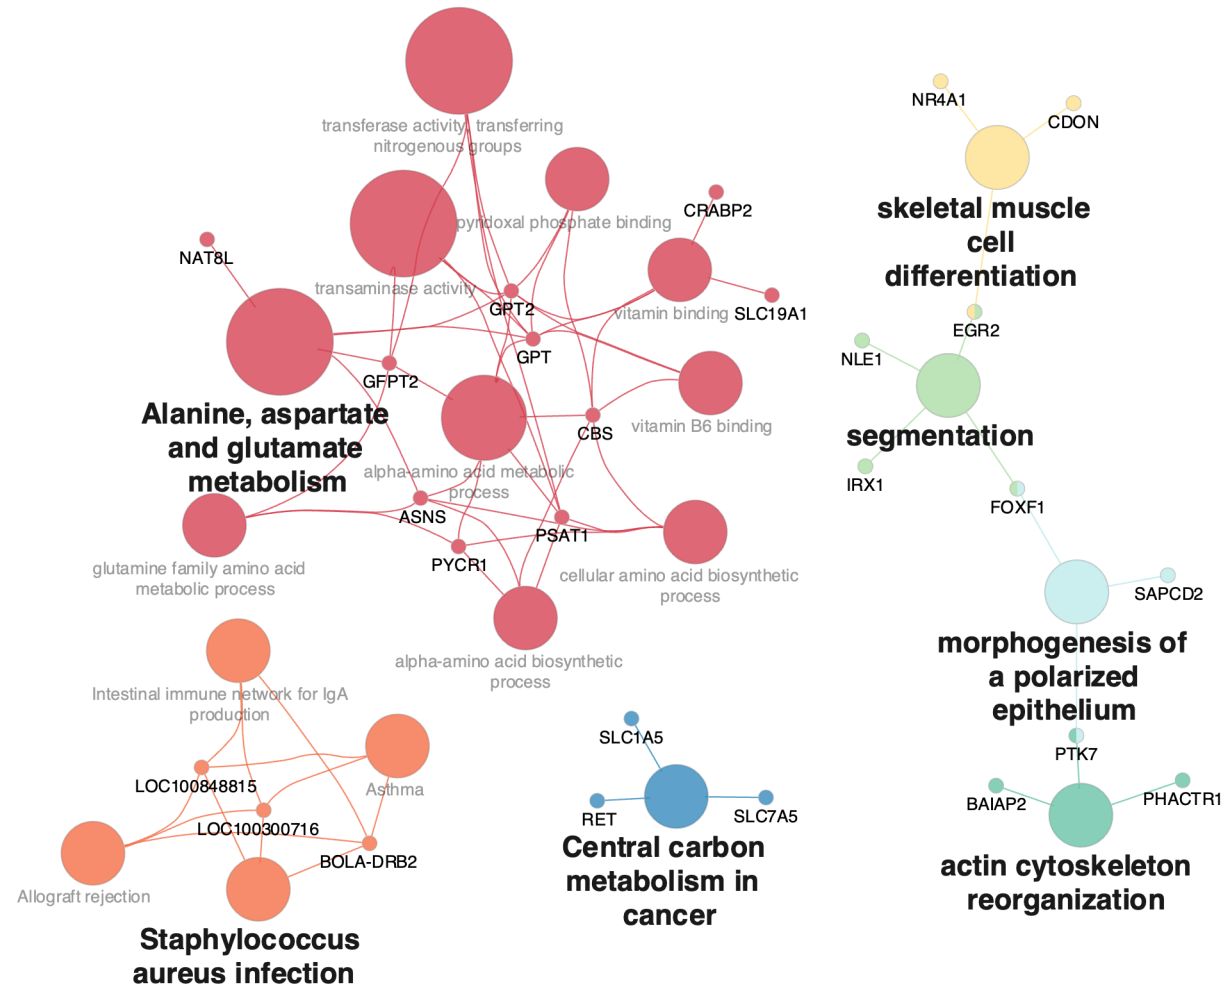 transferase activity, transferring
nitrogenous groups
pyridoxal phosphate binding
CRABP2
NAT8L
transaminase activity
GPT2
vitamin binding
SLC19A1
GPT
GFPT2
Alanine, aspartate
and glutamate
metabolism
CBS
vitamin B6 binding
alpha-amino acid metabolic
process
ASNS
PSAT1
PYCR1
glutamine family amino acid
metabolic process
cellular amino acid biosynthetic
process
alpha-amino acid biosynthetic
process
NR4A1
CDON
skeletal muscle
cell
differentiation
EGR2
NLE1
segmentation
IRX1
FOXF1
SAPCD2
morphogenesis of
a polarized
epithelium
PTK7
BAIAP2
PHACTR1
actin cytoskeleton
reorganization
Intestinal immune network for IgA
production
LOC100848815
Asthma
LOC100300716
BOLA-DRB2
Allograft rejection
Staphylococcus
aureus infection
SLC1A5
RET
SLC7A5
Central carbon
metabolism in
cancer